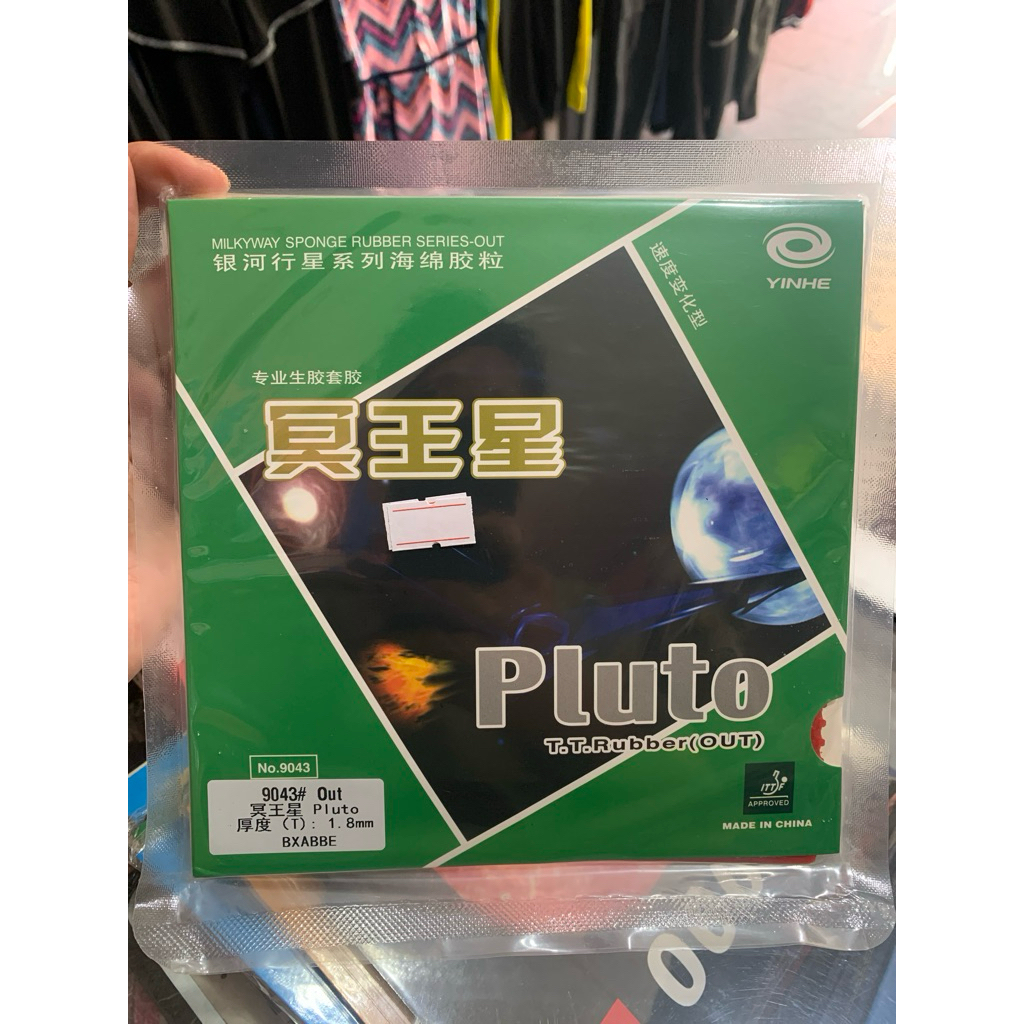 MILKYWAY SPONGE RUBBER SERIES-OUT
银河行星系列海绵胶粒
YINHE
速度变化型
专业生胶套胶
冥王星
Pluto
T.T.Rubber(OUT)
No.9043
9043# Out
冥王星 Pluto
厚度 (T): 1.8mm
BXABBE
ITTF
APPROVED
MADE IN CHINA